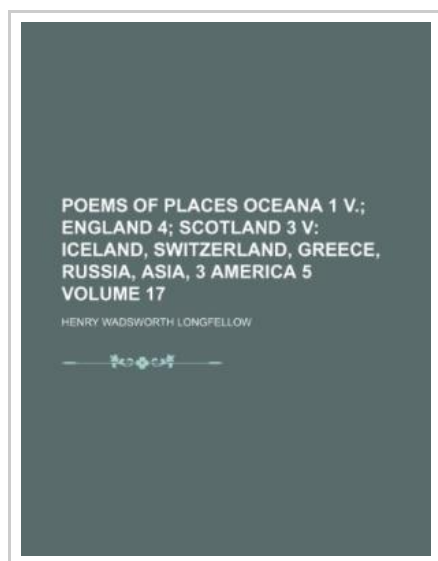 POEMS OF PLACES OCEANA 1 V.;
ENGLAND 4; SCOTLAND 3 V:
ICELAND, SWITZERLAND, GREECE,
RUSSIA, ASIA, 3 AMERICA 5
VOLUME 17
HENRY WADSWORTH LONGFELLOW